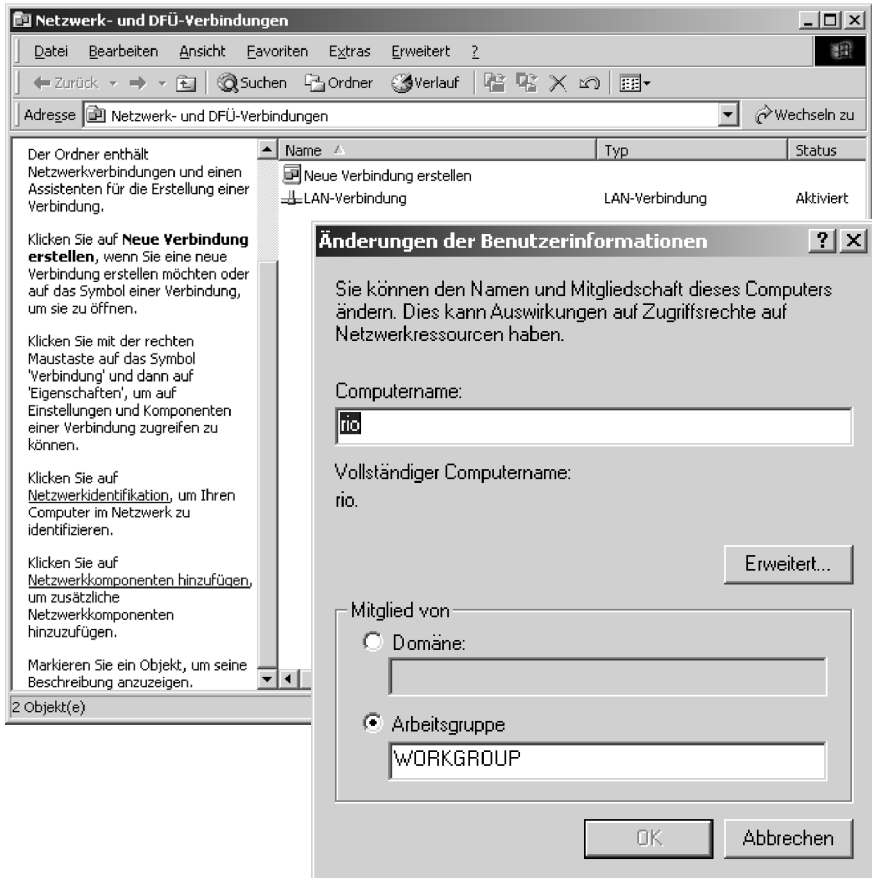 Netzwerk- und DFÜ-Verbindungen
Datei Bearbeiten Ansicht Favoriten Extras Erweitert ?
Zurück Suchen Ordner Verlauf
Adresse Netzwerk- und DFÜ-Verbindungen Wechseln zu
Der Ordner enthält
Netzwerkverbindungen und einen
Assistenten für die Erstellung einer
Verbindung.
Klicken Sie auf Neue Verbindung
erstellen, wenn Sie eine neue
Verbindung erstellen möchten oder
auf das Symbol einer Verbindung,
um sie zu öffnen.
Klicken Sie mit der rechten
Maustaste auf das Symbol
'Verbindung' und dann auf
'Eigenschaften', um auf
Einstellungen und Komponenten
einer Verbindung zugreifen zu
können.
Klicken Sie auf
Netzwerkidentifikation, um Ihren
Computer im Netzwerk zu
identifizieren.
Klicken Sie auf
Netzwerkkomponenten hinzufügen,
um zusätzliche
Netzwerkkomponenten
hinzuzufügen.
Markieren Sie ein Objekt, um seine
Beschreibung anzuzeigen.
2 Objekt(e)
Name Typ Status
Neue Verbindung erstellen
LAN-Verbindung LAN-Verbindung Aktiviert
Änderungen der Benutzerinformationen
Sie können den Namen und Mitgliedschaft dieses Computers
ändern. Dies kann Auswirkungen auf Zugriffsrechte auf
Netzwerkressourcen haben.
Computername:
rio
Vollständiger Computername:
rio.
Erweitert...
Mitglied von
Domäne:
Arbeitsgruppe
WORKGROUP
OK Abbrechen